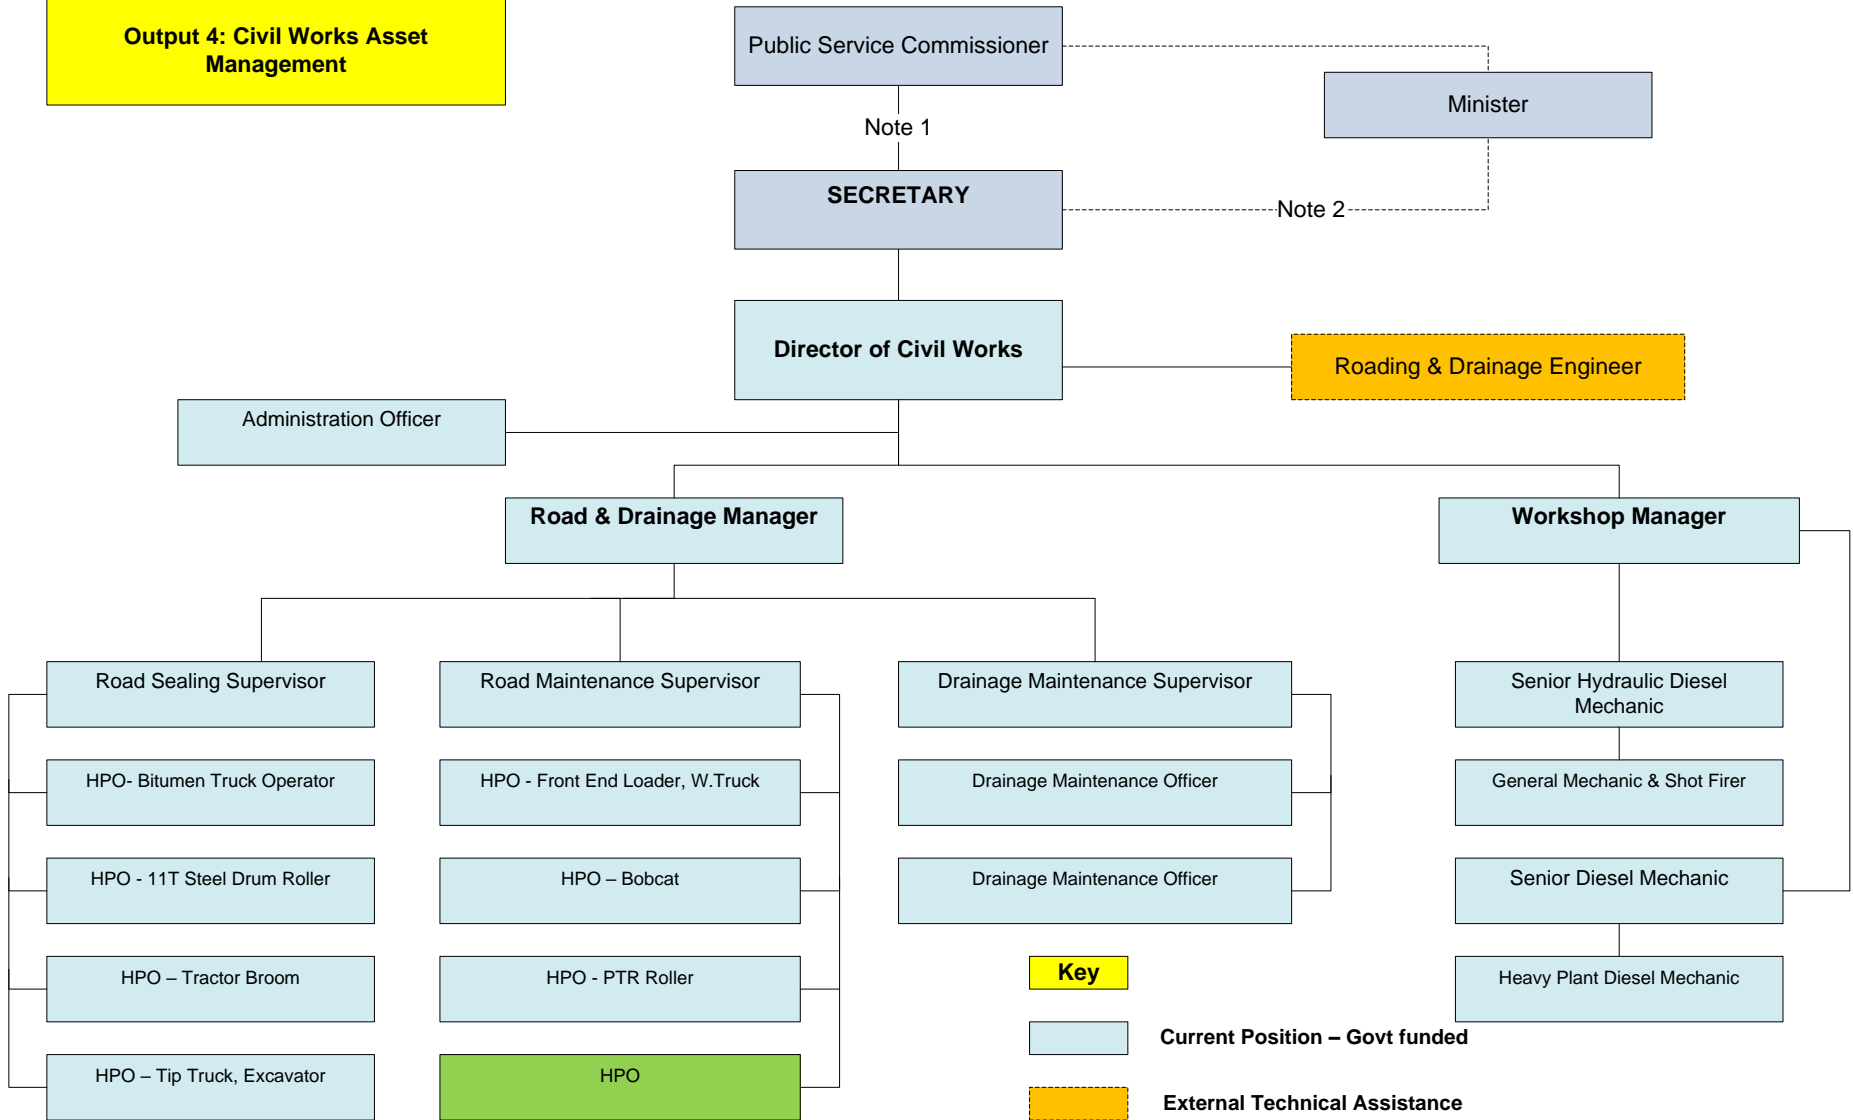 Output 4: Civil Works Asset
Management
Public Service Commissioner
Minister
Note 1
SECRETARY
Note 2
Director of Civil Works
Roading & Drainage Engineer
Administration Officer
Road & Drainage Manager
Workshop Manager
Road Sealing Supervisor
Road Maintenance Supervisor
Drainage Maintenance Supervisor
Senior Hydraulic Diesel
Mechanic
HPO- Bitumen Truck Operator
HPO - Front End Loader, W.Truck
Drainage Maintenance Officer
General Mechanic & Shot Firer
HPO - 11T Steel Drum Roller
HPO – Bobcat
Drainage Maintenance Officer
Senior Diesel Mechanic
HPO – Tractor Broom
HPO - PTR Roller
Key
Heavy Plant Diesel Mechanic
Current Position – Govt funded
HPO – Tip Truck, Excavator
HPO
External Technical Assistance